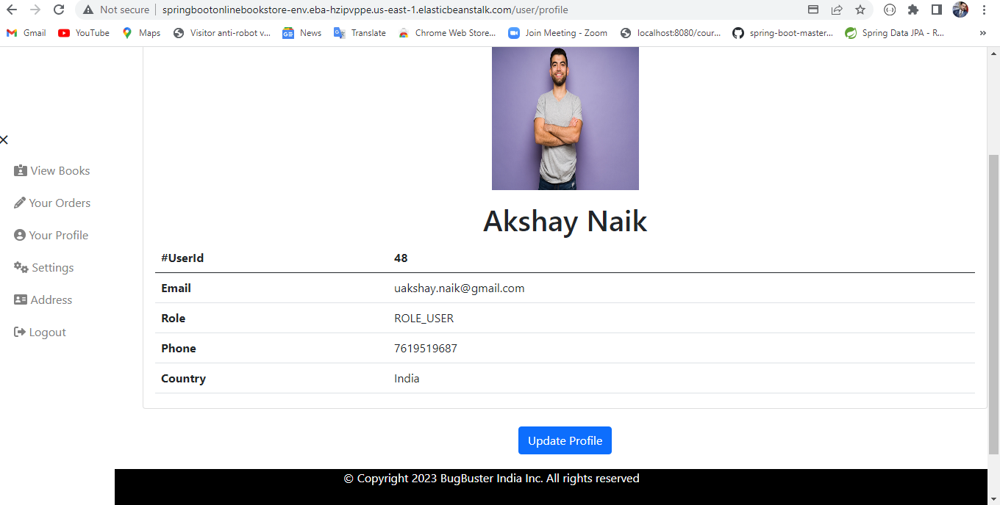 Not secure | springbootonlinebookstore-env.eba-hzipvppe.us-east-1.elasticbeanstalk.com/user/profile
Gmail YouTube Maps Visitor anti-robot v... News Translate Chrome Web Store... Join Meeting - Zoom localhost:8080/cour... spring-boot-master... Spring Data JPA - R... »
View Books
Your Orders
Your Profile
Settings
Address
Logout
Akshay Naik
#UserId 48
Email uakshay.naik@gmail.com
Role ROLE_USER
Phone 7619519687
Country India
Update Profile
© Copyright 2023 BugBuster India Inc. All rights reserved